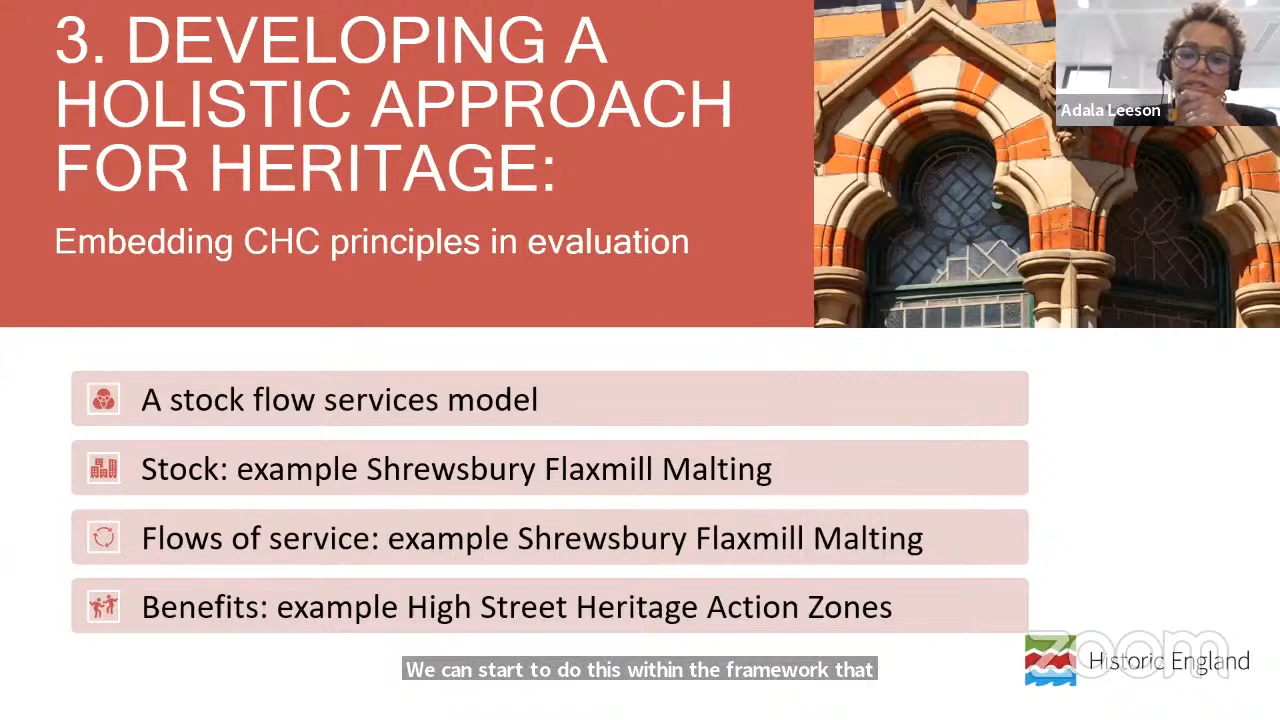 3. DEVELOPING A
HOLISTIC APPROACH
FOR HERITAGE:
Embedding CHC principles in evaluation
Adala Leeson
A stock flow services model
Stock: example Shrewsbury Flaxmill Malting
Flows of service: example Shrewsbury Flaxmill Malting
Benefits: example High Street Heritage Action Zones
We can start to do this within the framework that
zoom
Historic England